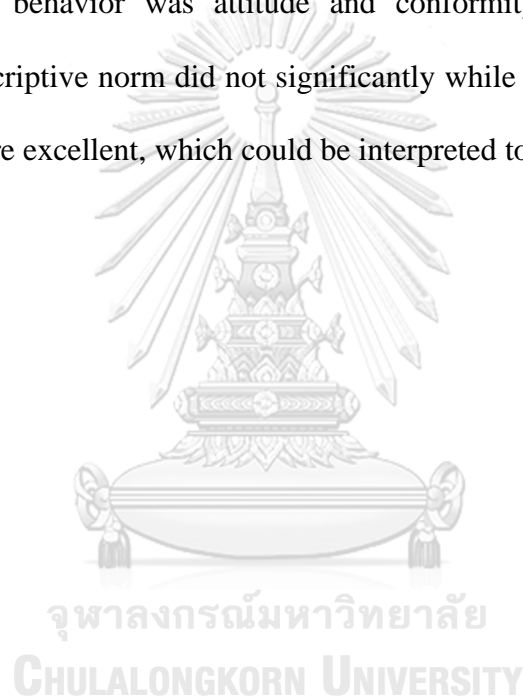 behavior was attitude and conformity
criptive norm did not significantly while
re excellent, which could be interpreted to
จุฬาลงกรณ์มหาวิทยาลัย
CHULALONGKORN UNIVERSITY